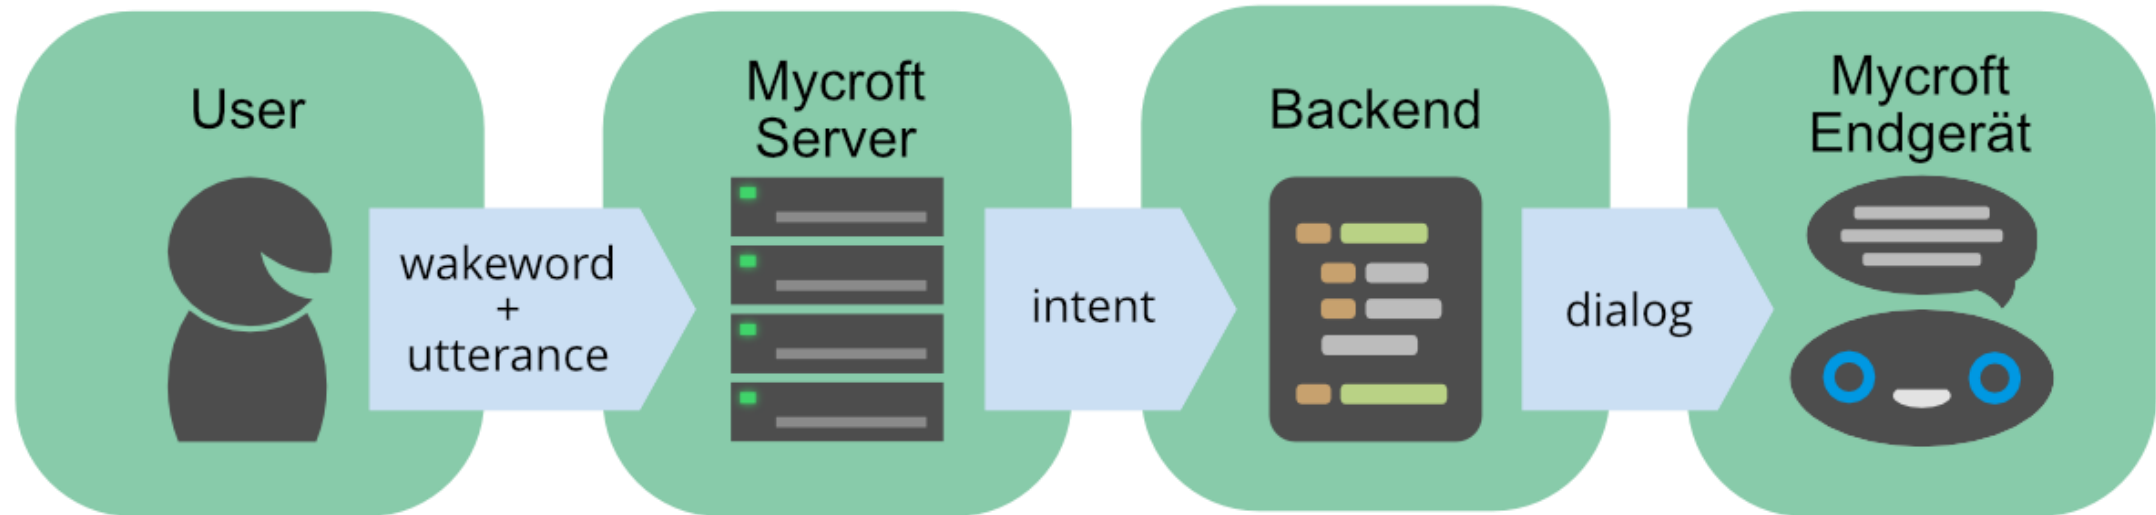 User
wakeword
+
utterance
Mycroft
Server
intent
Backend
dialog
Mycroft
Endgerät